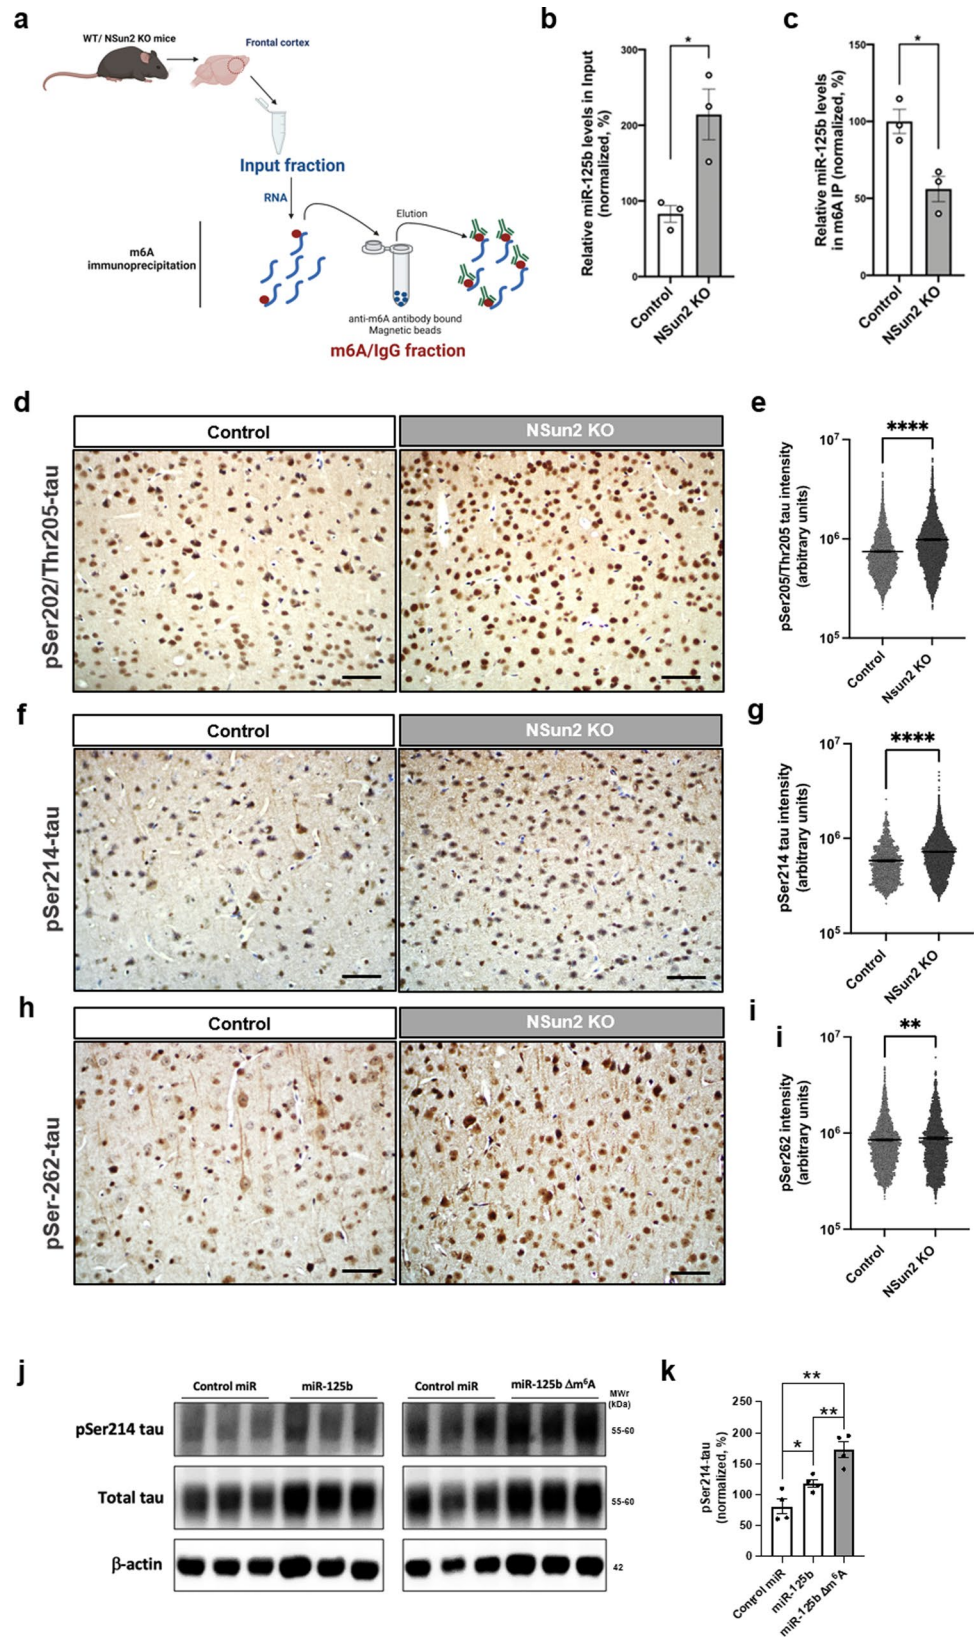 a
WT/ NSun2 KO mice
Frontal cortex
Input fraction
RNA
Elution
m6A
immunoprecipitation
anti-m6A antibody bound
Magnetic beads
m6A/IgG fraction
b
Relative miR-125b levels in Input
(normalized, %)
300
200
100
0
*
Control
NSun2 KO
c
Relative miR-125b levels
in m6A IP (normalized, %)
150
100
50
0
*
Control
NSun2 KO
d
Control
NSun2 KO
pSer202/Thr205-tau
e
pSer205/Thr205 tau intensity
(arbitrary units)
10⁷
10⁶
10⁵
****
Control
Nsun2 KO
f
Control
NSun2 KO
pSer214-tau
g
pSer214 tau intensity
(arbitrary units)
10⁷
10⁶
10⁵
****
Control
NSun2 KO
h
Control
NSun2 KO
pSer-262-tau
i
i
pSer262 intensity
(arbitrary units)
10⁷
10⁶
10⁵
**
Control
NSun2 KO
j
Control miR
miR-125b
Control miR
miR-125b Δm⁶A
MWr
(kDa)
pSer214 tau
55-60
Total tau
55-60
β-actin
42
k
pSer214-tau
(normalized, %)
250
200
150
100
50
0
**
**
*
Control miR
miR-125b
miR-125b Δm⁶A